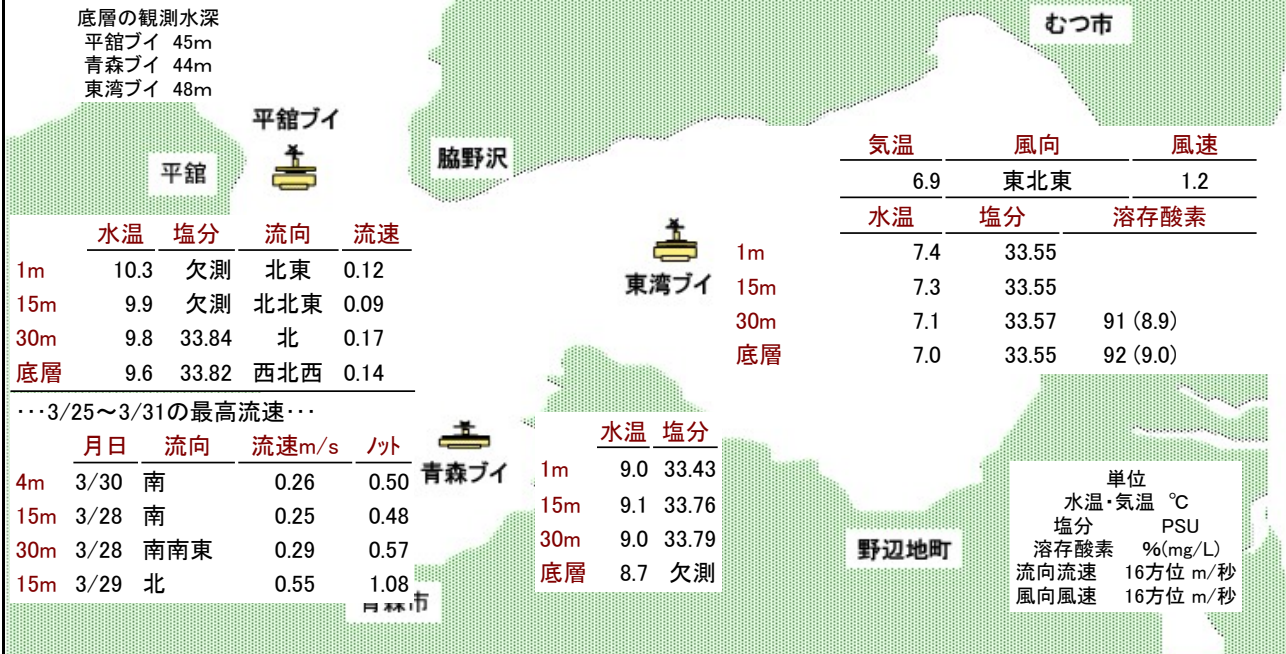 底層の観測水深
平舘ブイ 45m
青森ブイ 44m
東湾ブイ 48m
むつ市
平舘ブイ
脇野沢
平舘
気温 風向 風速
6.9 東北東 1.2
水温 塩分 溶存酸素
1m 7.4 33.55
15m 7.3 33.55
30m 7.1 33.57 91 (8.9)
底層 7.0 33.55 92 (9.0)
東湾ブイ
水温 塩分 流向 流速
1m 10.3 欠測 北東 0.12
15m 9.9 欠測 北北東 0.09
30m 9.8 33.84 北 0.17
底層 9.6 33.82 西北西 0.14
･･･3/25～3/31の最高流速･･･
月日 流向 流速m/s ノット
4m 3/30 南 0.26 0.50
15m 3/28 南 0.25 0.48
30m 3/28 南南東 0.29 0.57
15m 3/29 北 0.55 1.08
青森ブイ
水温 塩分
1m 9.0 33.43
15m 9.1 33.76
30m 9.0 33.79
底層 8.7 欠測
青森市
野辺地町
単位
水温・気温 ℃
塩分 PSU
溶存酸素 %(mg/L)
流向流速 16方位 m/秒
風向風速 16方位 m/秒